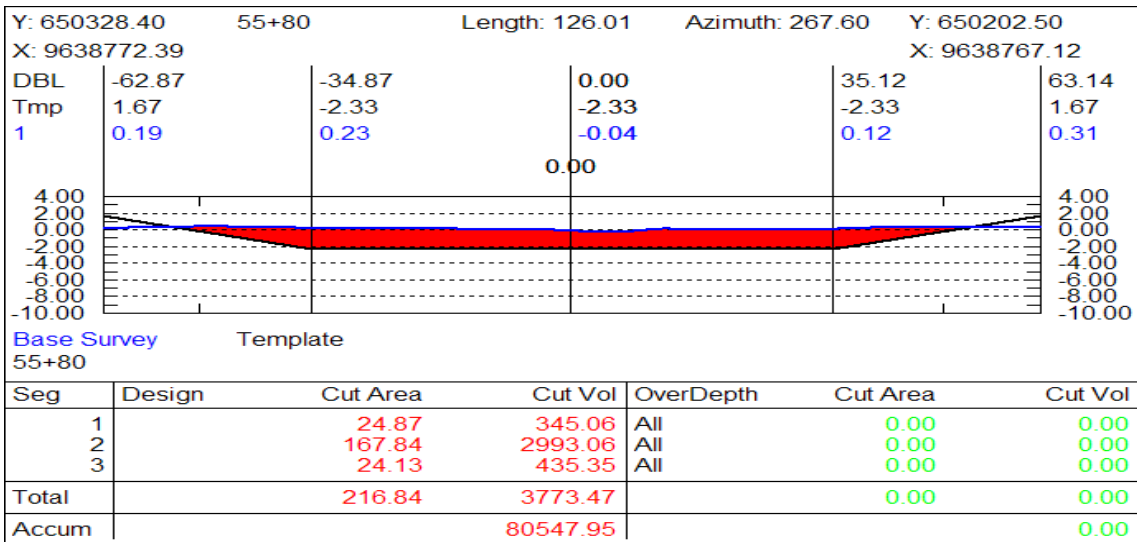 Y: 650328.40 55+80 Length: 126.01 Azimuth: 267.60 Y: 650202.50
X: 9638772.39 X: 9638767.12
DBL -62.87 -34.87 0.00 35.12 63.14
Tmp 1.67 -2.33 -2.33 -2.33 1.67
1 0.19 0.23 -0.04 0.12 0.31
0.00
4.00 4.00
2.00 2.00
0.00 0.00
-2.00 -2.00
-4.00 -4.00
-6.00 -6.00
-8.00 -8.00
-10.00 -10.00
Base Survey Template
55+80
Seg Design Cut Area Cut Vol OverDepth Cut Area Cut Vol
1 24.87 345.06 All 0.00 0.00
2 167.84 2993.06 All 0.00 0.00
3 24.13 435.35 All 0.00 0.00
Total 216.84 3773.47 0.00 0.00
Accum 80547.95 0.00